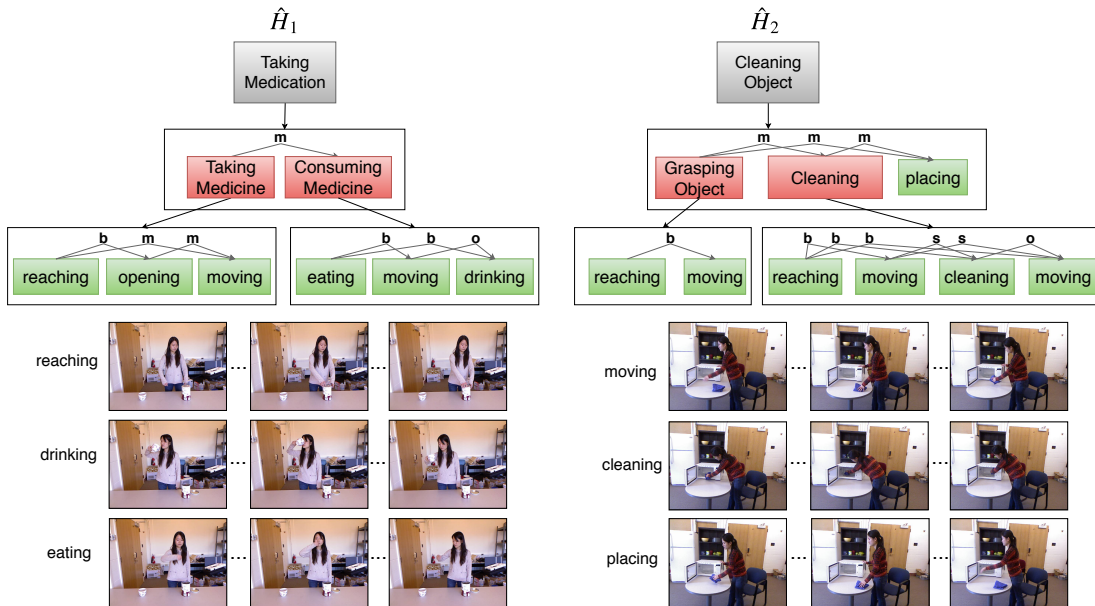 Ĥ₁
Ĥ₂
Taking
Medication
Cleaning
Object
m
m m m
Taking
Medicine
Consuming
Medicine
Grasping
Object
Cleaning
placing
b m m
b b o
b
b b b s s o
reaching opening moving
eating moving drinking
reaching moving
reaching moving cleaning moving
reaching
... ...
moving
... ...
drinking
... ...
cleaning
... ...
eating
... ...
placing
... ...